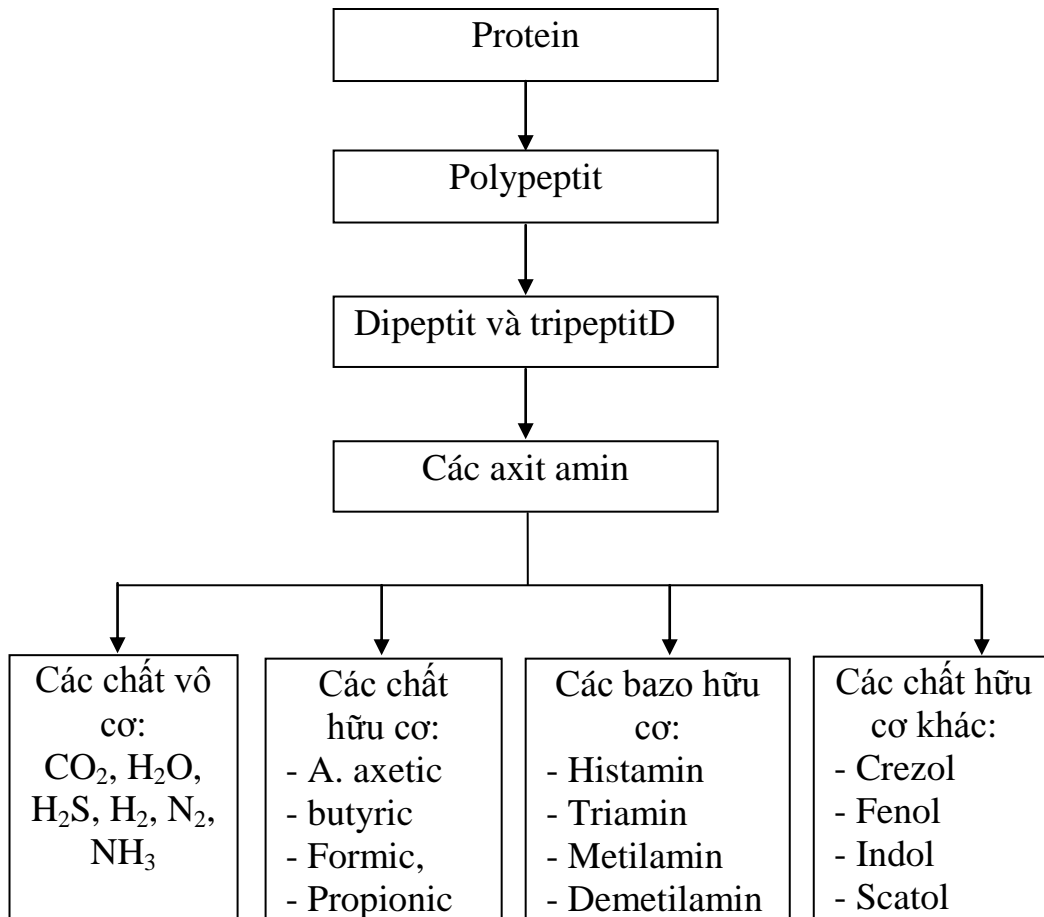 Protein
Polypeptit
Dipeptit và tripeptitD
Các axit amin
Các chất vô
cơ:
CO₂, H₂O,
H₂S, H₂, N₂,
NH₃
Các chất
hữu cơ:
- A. axetic
- butyric
- Formic,
- Propionic
Các bazo hữu
cơ:
- Histamin
- Triamin
- Metilamin
- Demetilamin
Các chất hữu
cơ khác:
- Crezol
- Fenol
- Indol
- Scatol